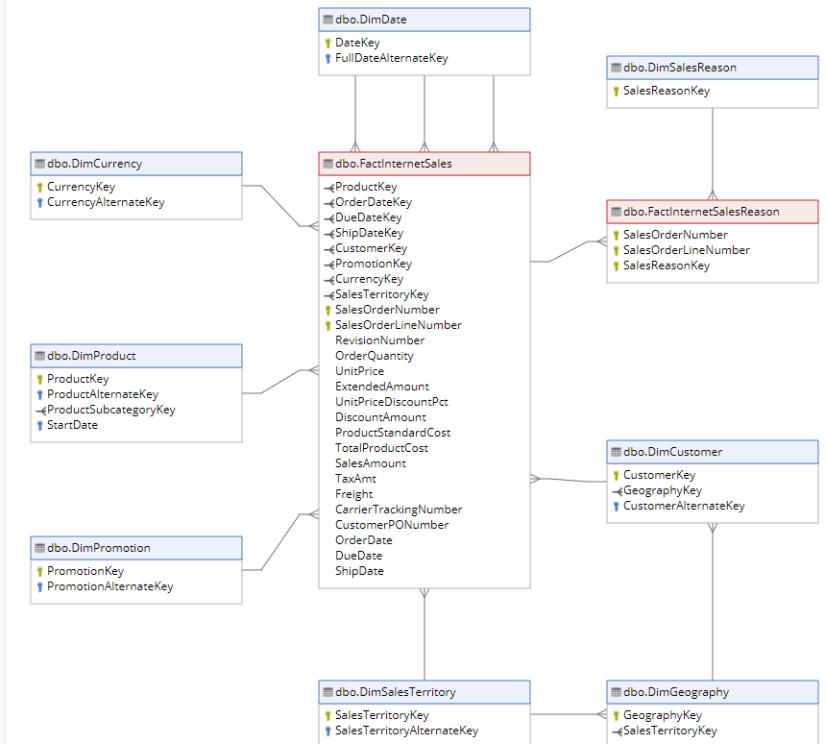 dbo.DimDate
DateKey
FullDateAlternateKey
dbo.DimSalesReason
SalesReasonKey
dbo.DimCurrency
CurrencyKey
CurrencyAlternateKey
dbo.FactInternetSales
ProductKey
OrderDateKey
DueDateKey
ShipDateKey
CustomerKey
PromotionKey
CurrencyKey
SalesTerritoryKey
SalesOrderNumber
SalesOrderLineNumber
RevisionNumber
OrderQuantity
UnitPrice
ExtendedAmount
UnitPriceDiscountPct
DiscountAmount
ProductStandardCost
TotalProductCost
SalesAmount
TaxAmt
Freight
CarrierTrackingNumber
CustomerPONumber
OrderDate
DueDate
ShipDate
dbo.FactInternetSalesReason
SalesOrderNumber
SalesOrderLineNumber
SalesReasonKey
dbo.DimProduct
ProductKey
ProductAlternateKey
ProductSubcategoryKey
StartDate
dbo.DimCustomer
CustomerKey
GeographyKey
CustomerAlternateKey
dbo.DimPromotion
PromotionKey
PromotionAlternateKey
dbo.DimSalesTerritory
SalesTerritoryKey
SalesTerritoryAlternateKey
dbo.DimGeography
GeographyKey
SalesTerritoryKey